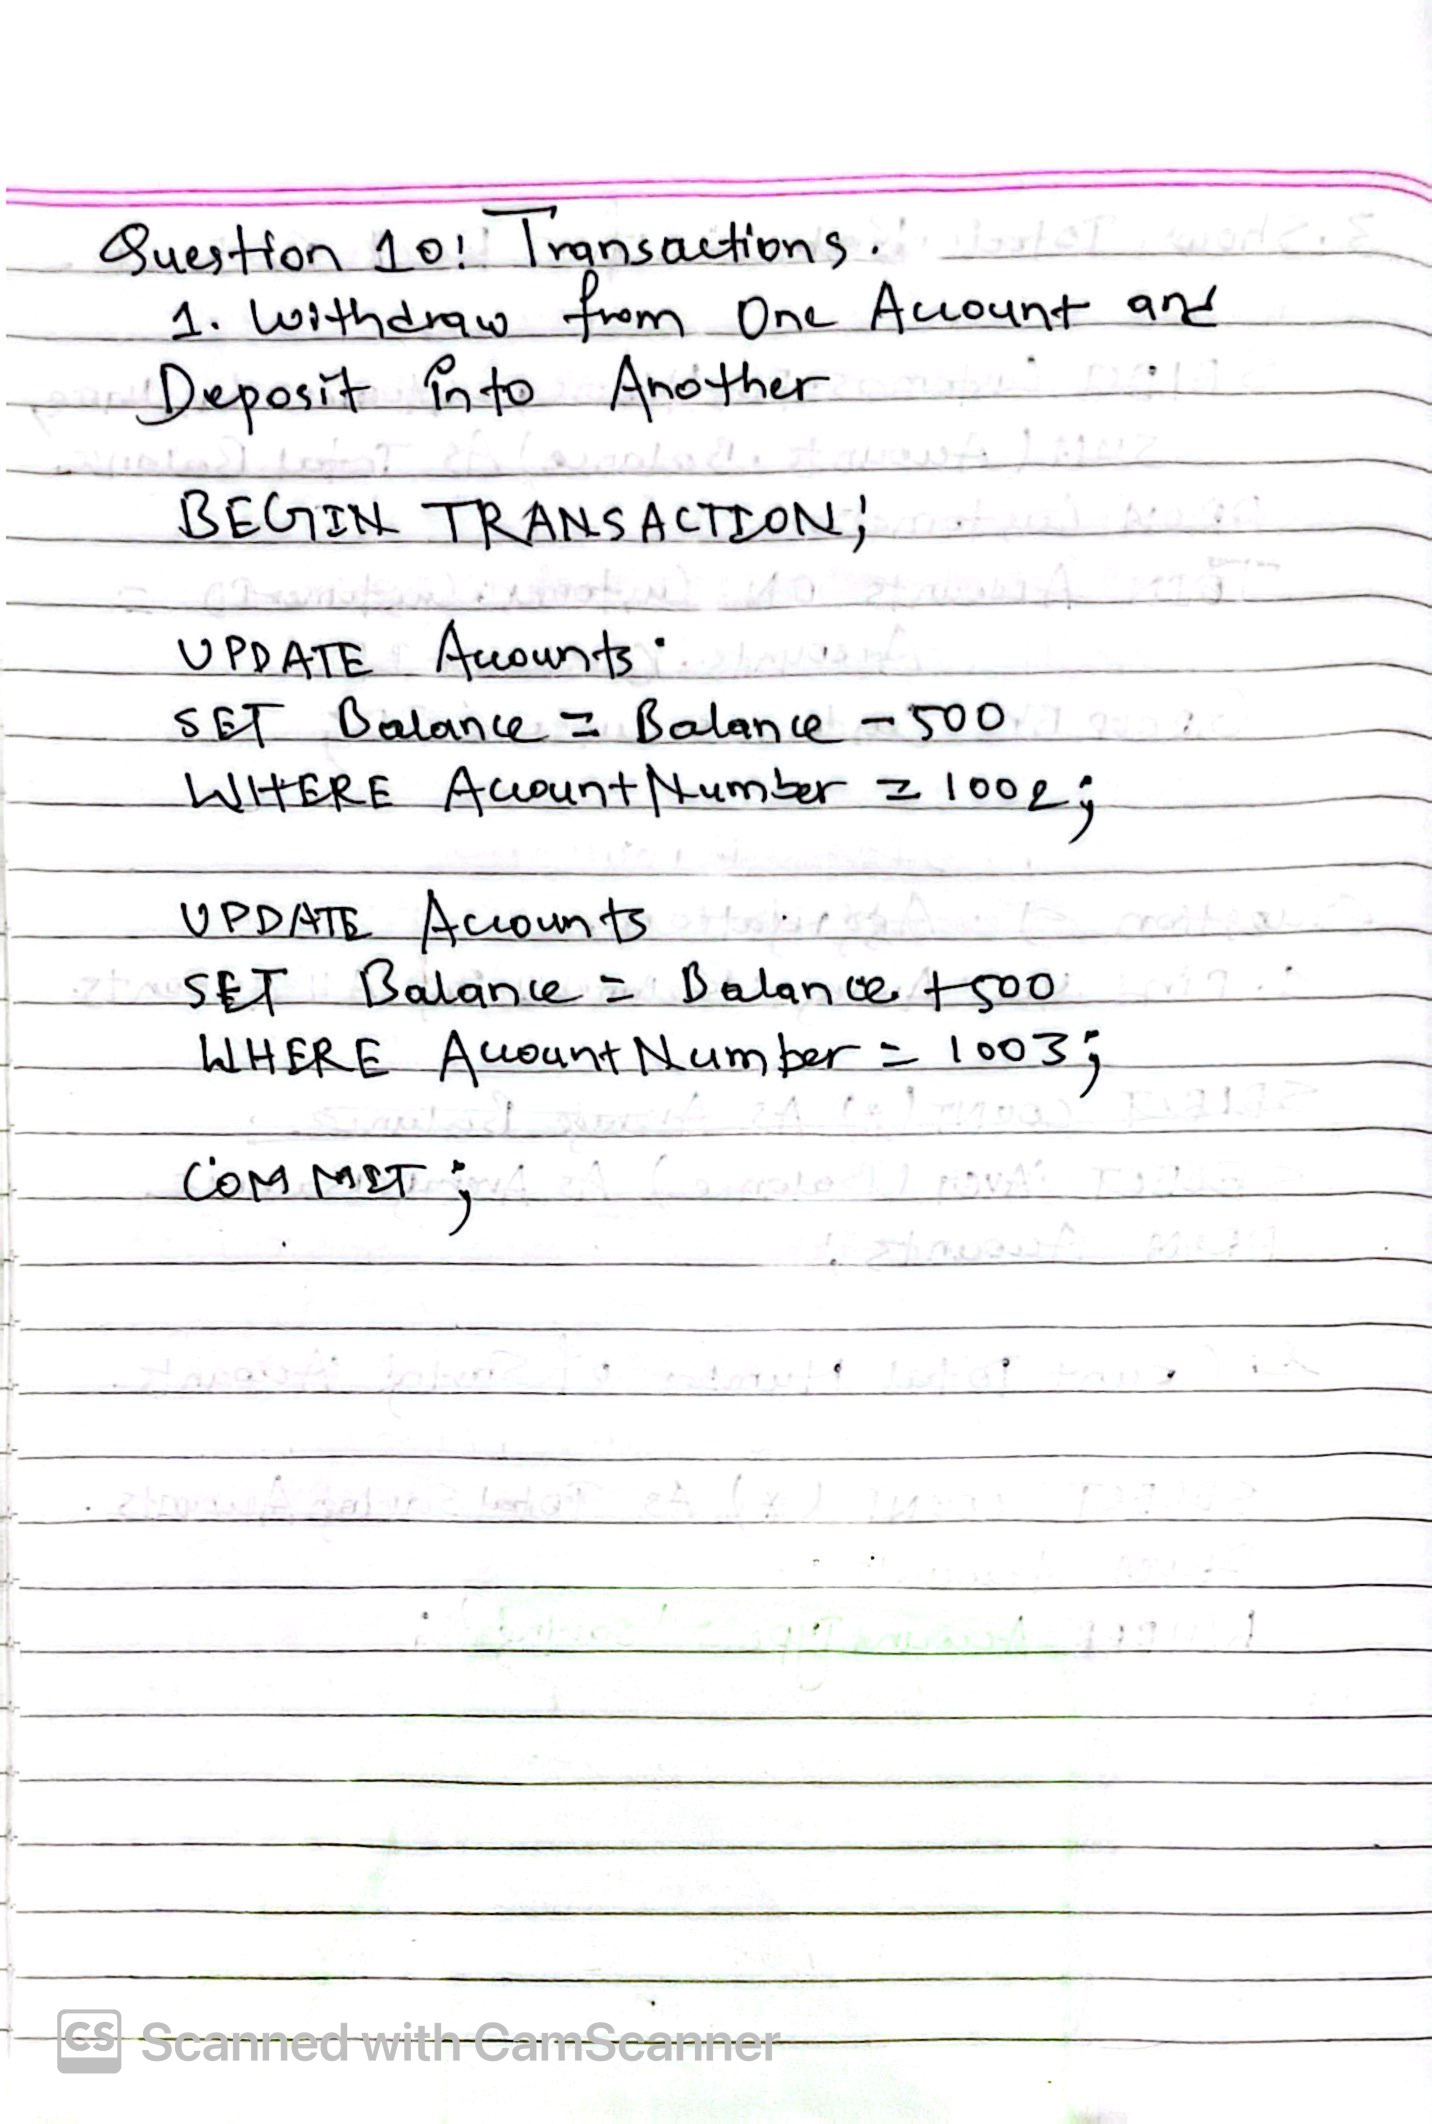 Question 10: Transactions.
1. Withdraw from One Account and
Deposit into Another
BEGIN TRANSACTION;
UPDATE Accounts
SET Balance = Balance - 500
WHERE AccountNumber = 1002;
UPDATE Accounts
SET Balance = Balance + 500
WHERE AccountNumber = 1003;
COMMIT;
CS Scanned with CamScanner